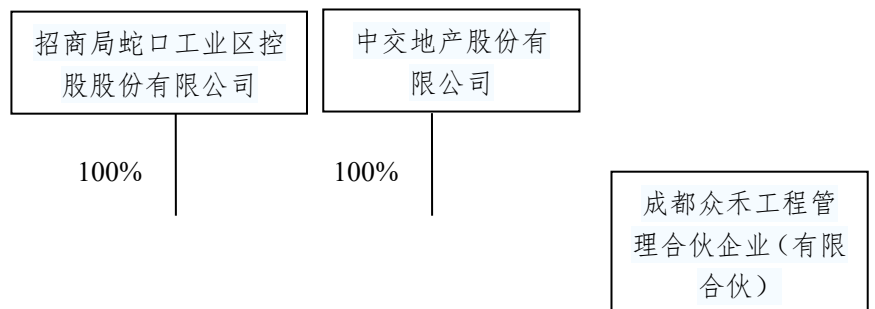 招商局蛇口工业区控
股股份有限公司
中交地产股份有
限公司
100%
100%
成都众禾工程管
理合伙企业（有限
合伙）